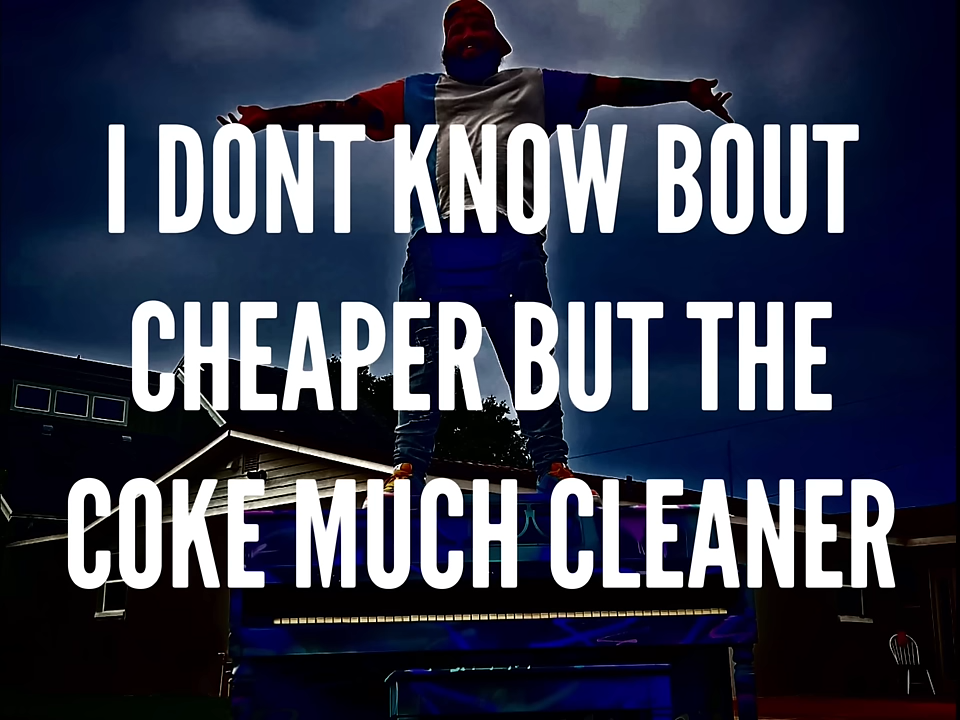 I DONT KNOW BOUT
CHEAPER BUT THE
COKE MUCH CLEANER